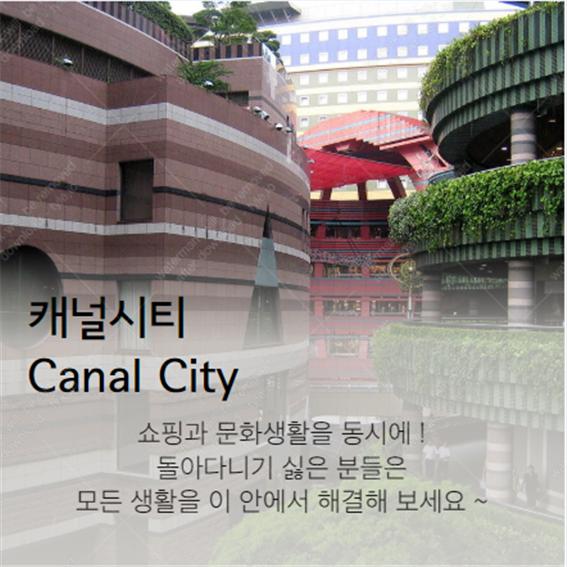 캐널시티
Canal City
쇼핑과 문화생활을 동시에 !
돌아다니기 싫은 분들은
모든 생활을 이 안에서 해결해 보세요 ~